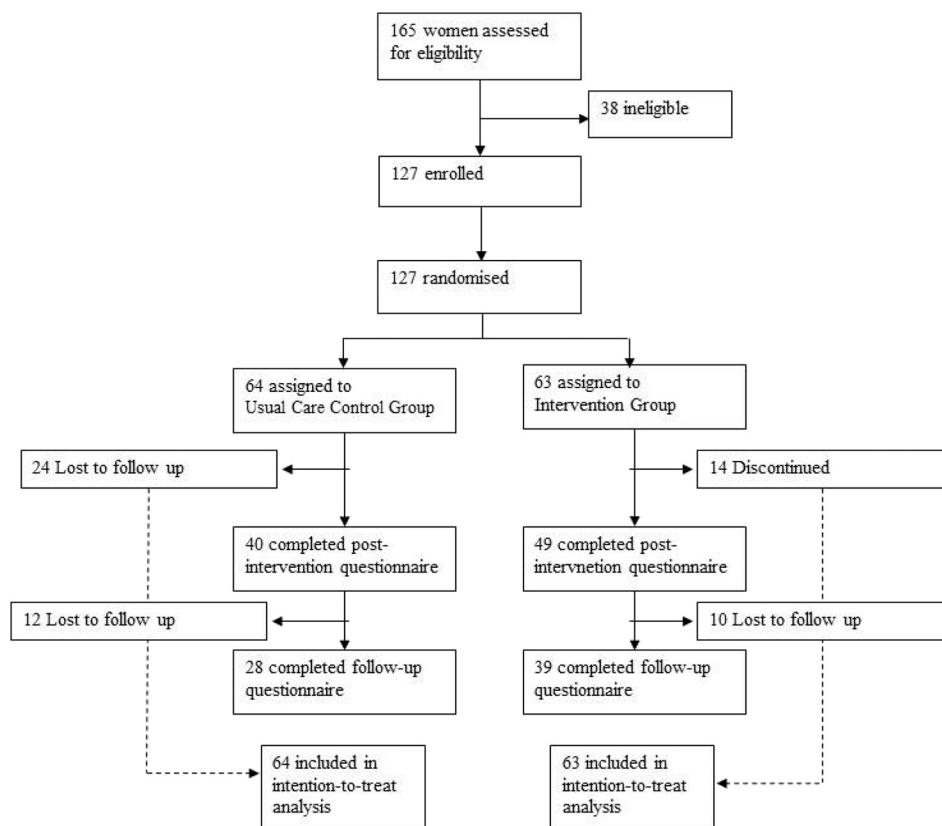 165 women assessed
for eligibility
38 ineligible
127 enrolled
127 randomised
64 assigned to
Usual Care Control Group
63 assigned to
Intervention Group
24 Lost to follow up
14 Discontinued
40 completed post-
intervention questionnaire
49 completed post-
intervnetion questionnaire
12 Lost to follow up
10 Lost to follow up
28 completed follow-up
questionnaire
39 completed follow-up
questionnaire
64 included in
intention-to-treat
analysis
63 included in
intention-to-treat
analysis